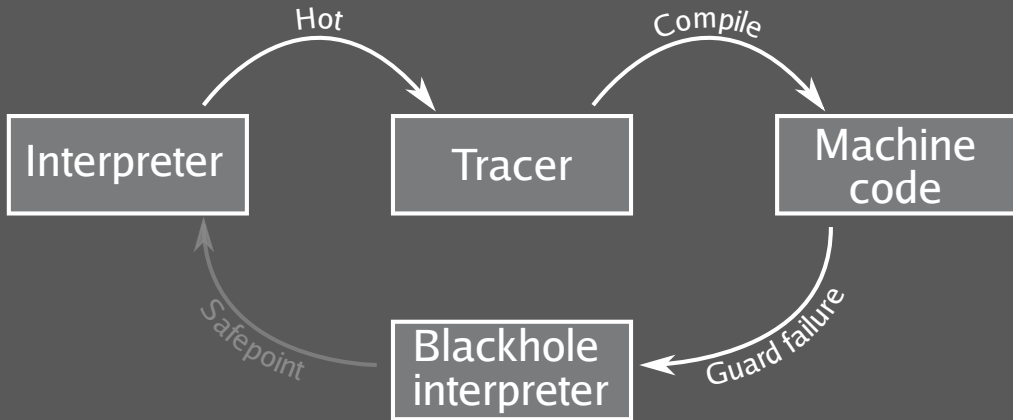 Hot
Compile
Interpreter
Tracer
Machine
code
Safepoint
Blackhole
interpreter
Guard failure